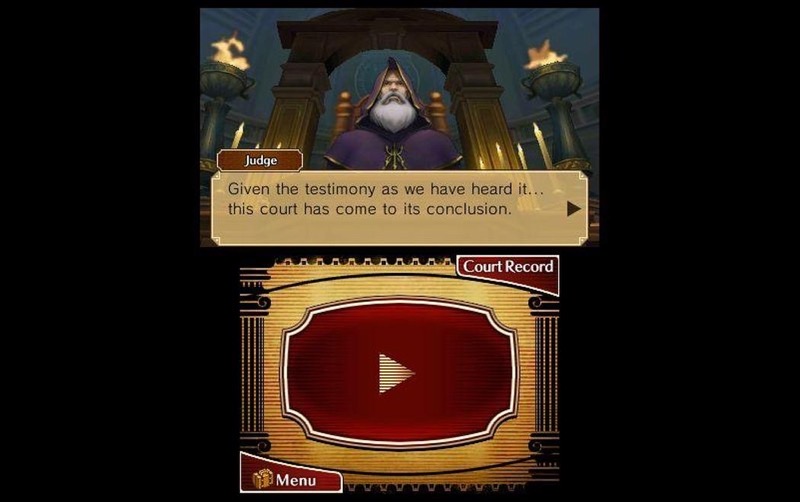 Judge
Given the testimony as we have heard it...
this court has come to its conclusion.
Court Record
Menu